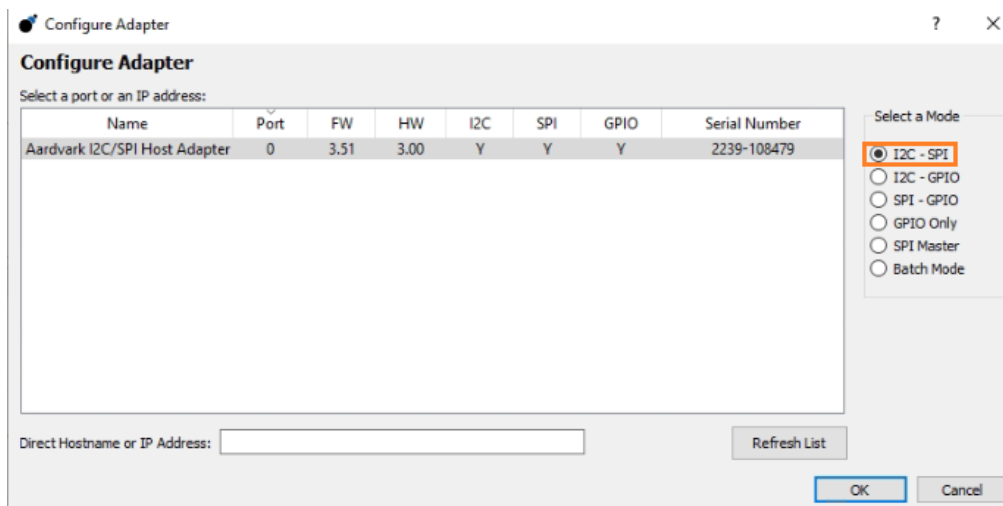 Configure Adapter
?
Configure Adapter
Select a port or an IP address:
Name Port FW HW I2C SPI GPIO Serial Number
Aardvark I2C/SPI Host Adapter 0 3.51 3.00 Y Y Y 2239-108479
Select a Mode
I2C - SPI
I2C - GPIO
SPI - GPIO
GPIO Only
SPI Master
Batch Mode
Direct Hostname or IP Address:
Refresh List
OK Cancel